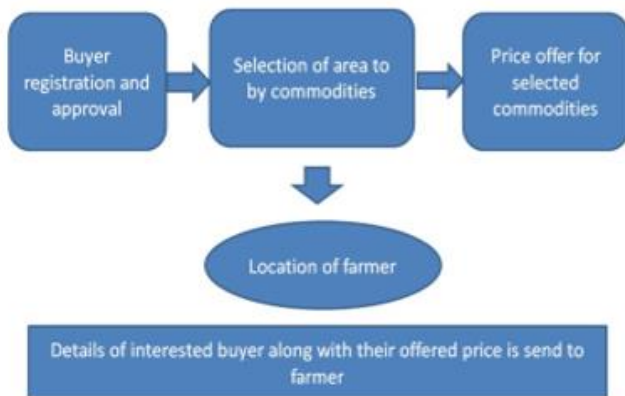 Buyer
registration and
approval
Selection of area to
by commodities
Price offer for
selected
commodities
Location of farmer
Details of interested buyer along with their offered price is send to
farmer